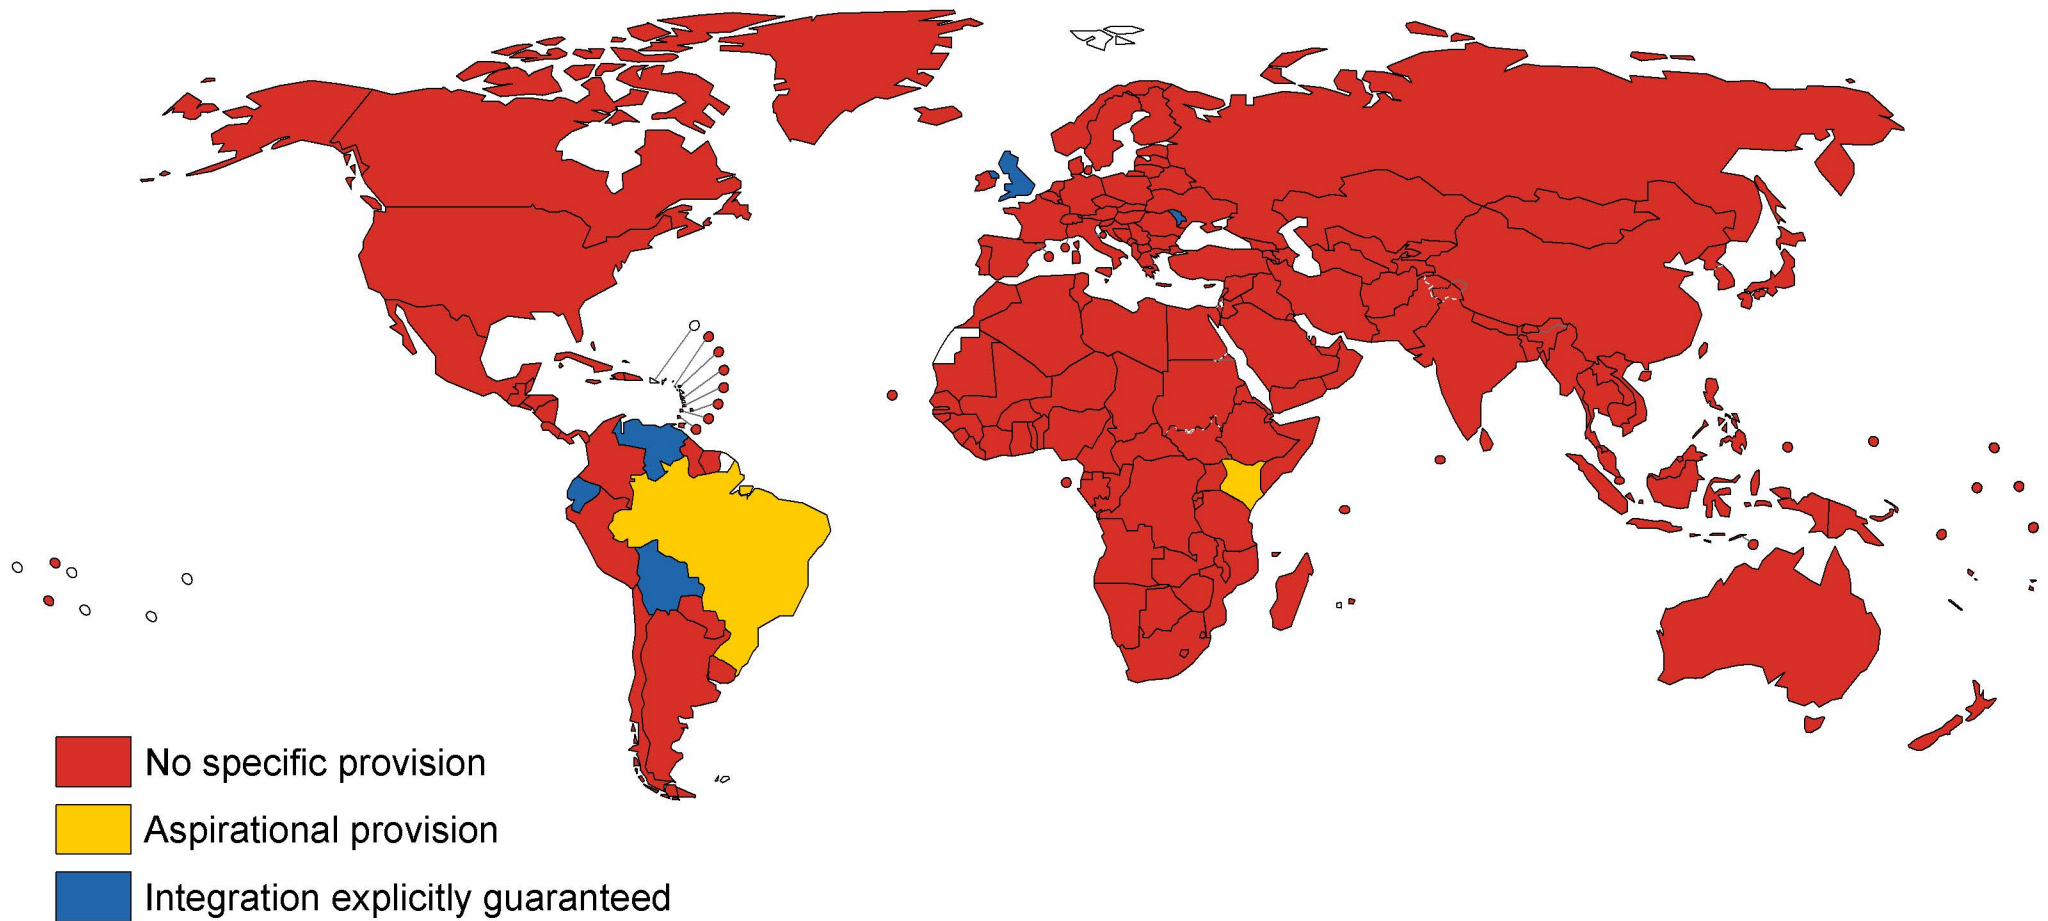 No specific provision
Aspirational provision
Integration explicitly guaranteed